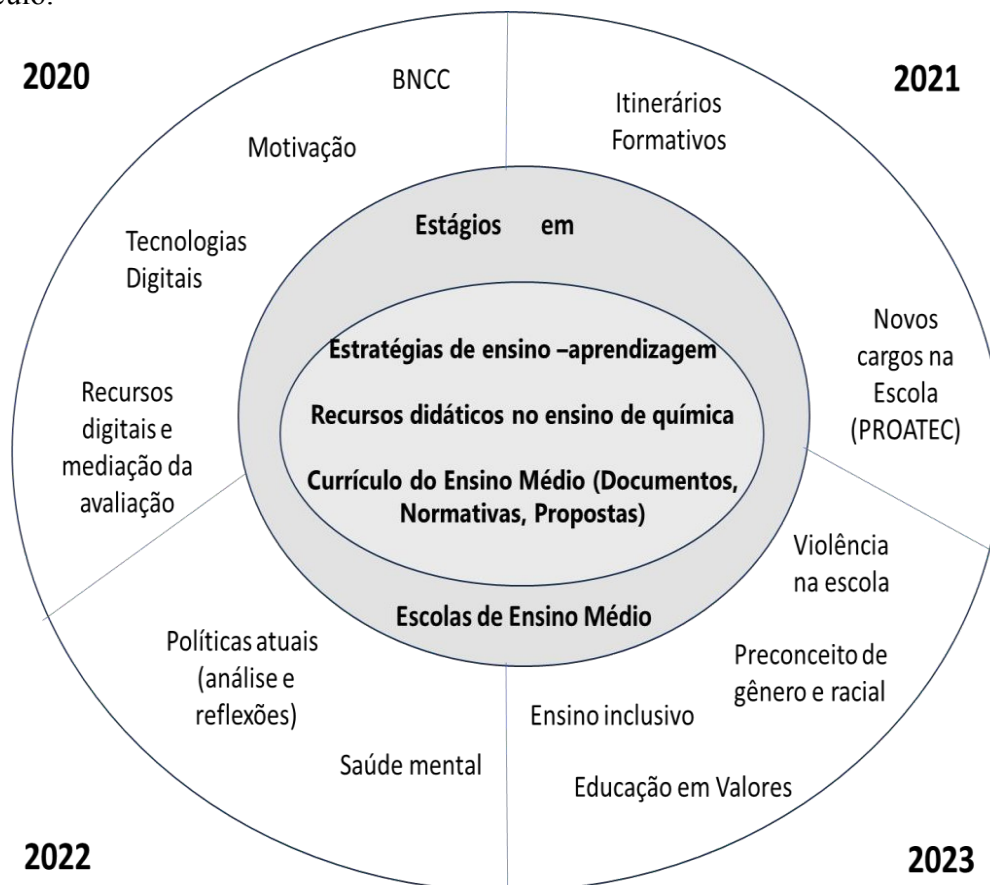 2020
BNCC
Motivação
Tecnologias
Digitais
Recursos
digitais e
mediação da
avaliação
2021
Itinerários
Formativos
Novos
cargos na
Escola
(PROATEC)
Estágios em
Estratégias de ensino –aprendizagem
Recursos didáticos no ensino de química
Currículo do Ensino Médio (Documentos,
Normativas, Propostas)
Escolas de Ensino Médio
Políticas atuais
(análise e
reflexões)
Saúde mental
2022
Violência
na escola
Preconceito de
gênero e racial
Ensino inclusivo
Educação em Valores
2023